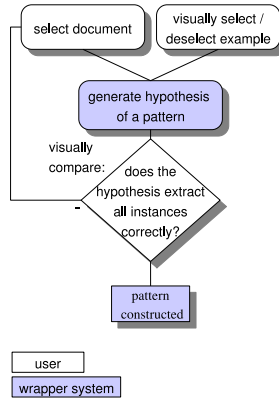 select document
visually select /
deselect example
generate hypothesis
of a pattern
visually
compare:
does the
hypothesis extract
all instances
correctly?
-
pattern
constructed
user
wrapper system